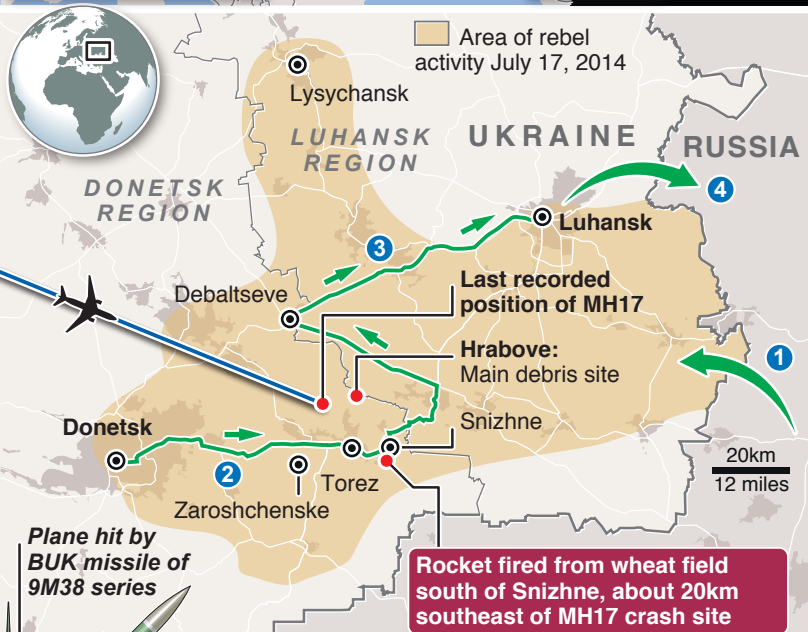 Area of rebel
activity July 17, 2014
Lysychansk
LUHANSK
REGION
UKRAINE
RUSSIA
DONETSK
REGION
4
3
Luhansk
Debaltseve
Last recorded
position of MH17
1
Hrabove:
Main debris site
Donetsk
Snizhne
2
Torez
Zaroshchenske
20km
12 miles
Plane hit by
BUK missile of
9M38 series
Rocket fired from wheat field
south of Snizhne, about 20km
southeast of MH17 crash site